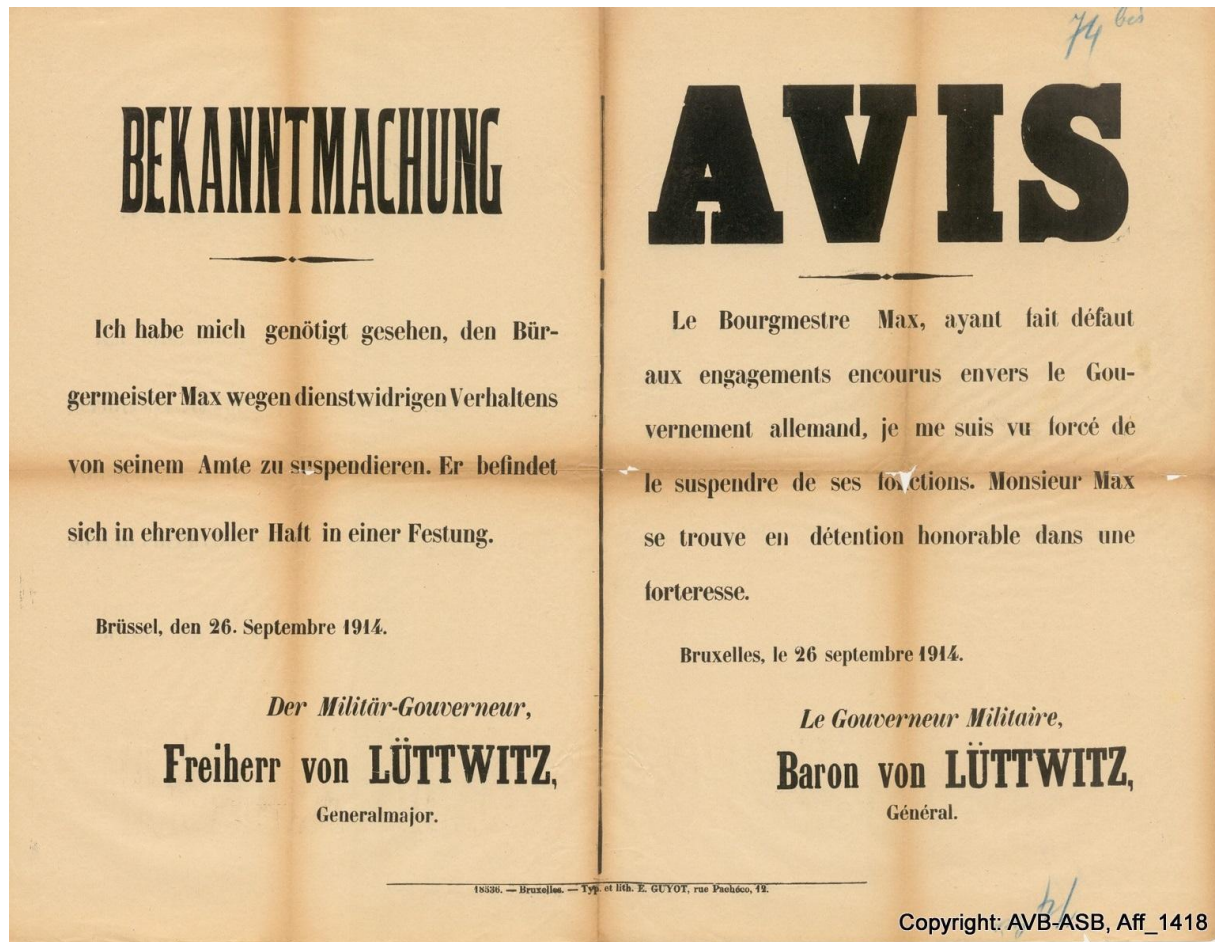 74 bis
BEKANNTMACHUNG
Ich habe mich genötigt gesehen, den Bür-
germeister Max wegen dienstwidrigen Verhaltens
von seinem Amte zu suspendieren. Er befindet
sich in ehrenvoller Haft in einer Festung.
Brüssel, den 26. Septembre 1914.
Der Militär-Gouverneur,
Freiherr von LÜTTWITZ,
Generalmajor.
AVIS
Le Bourgmestre Max, ayant fait défaut
aux engagements encourus envers le Gou-
vernement allemand, je me suis vu forcé de
le suspendre de ses fonctions. Monsieur Max
se trouve en détention honorable dans une
forteresse.
Bruxelles, le 26 septembre 1914.
Le Gouverneur Militaire,
Baron von LÜTTWITZ,
Général.
18536. — Bruxelles. — Typ. et lith. E. GUYOT, rue Pachéco, 12.
Copyright: AVB-ASB, Aff_1418